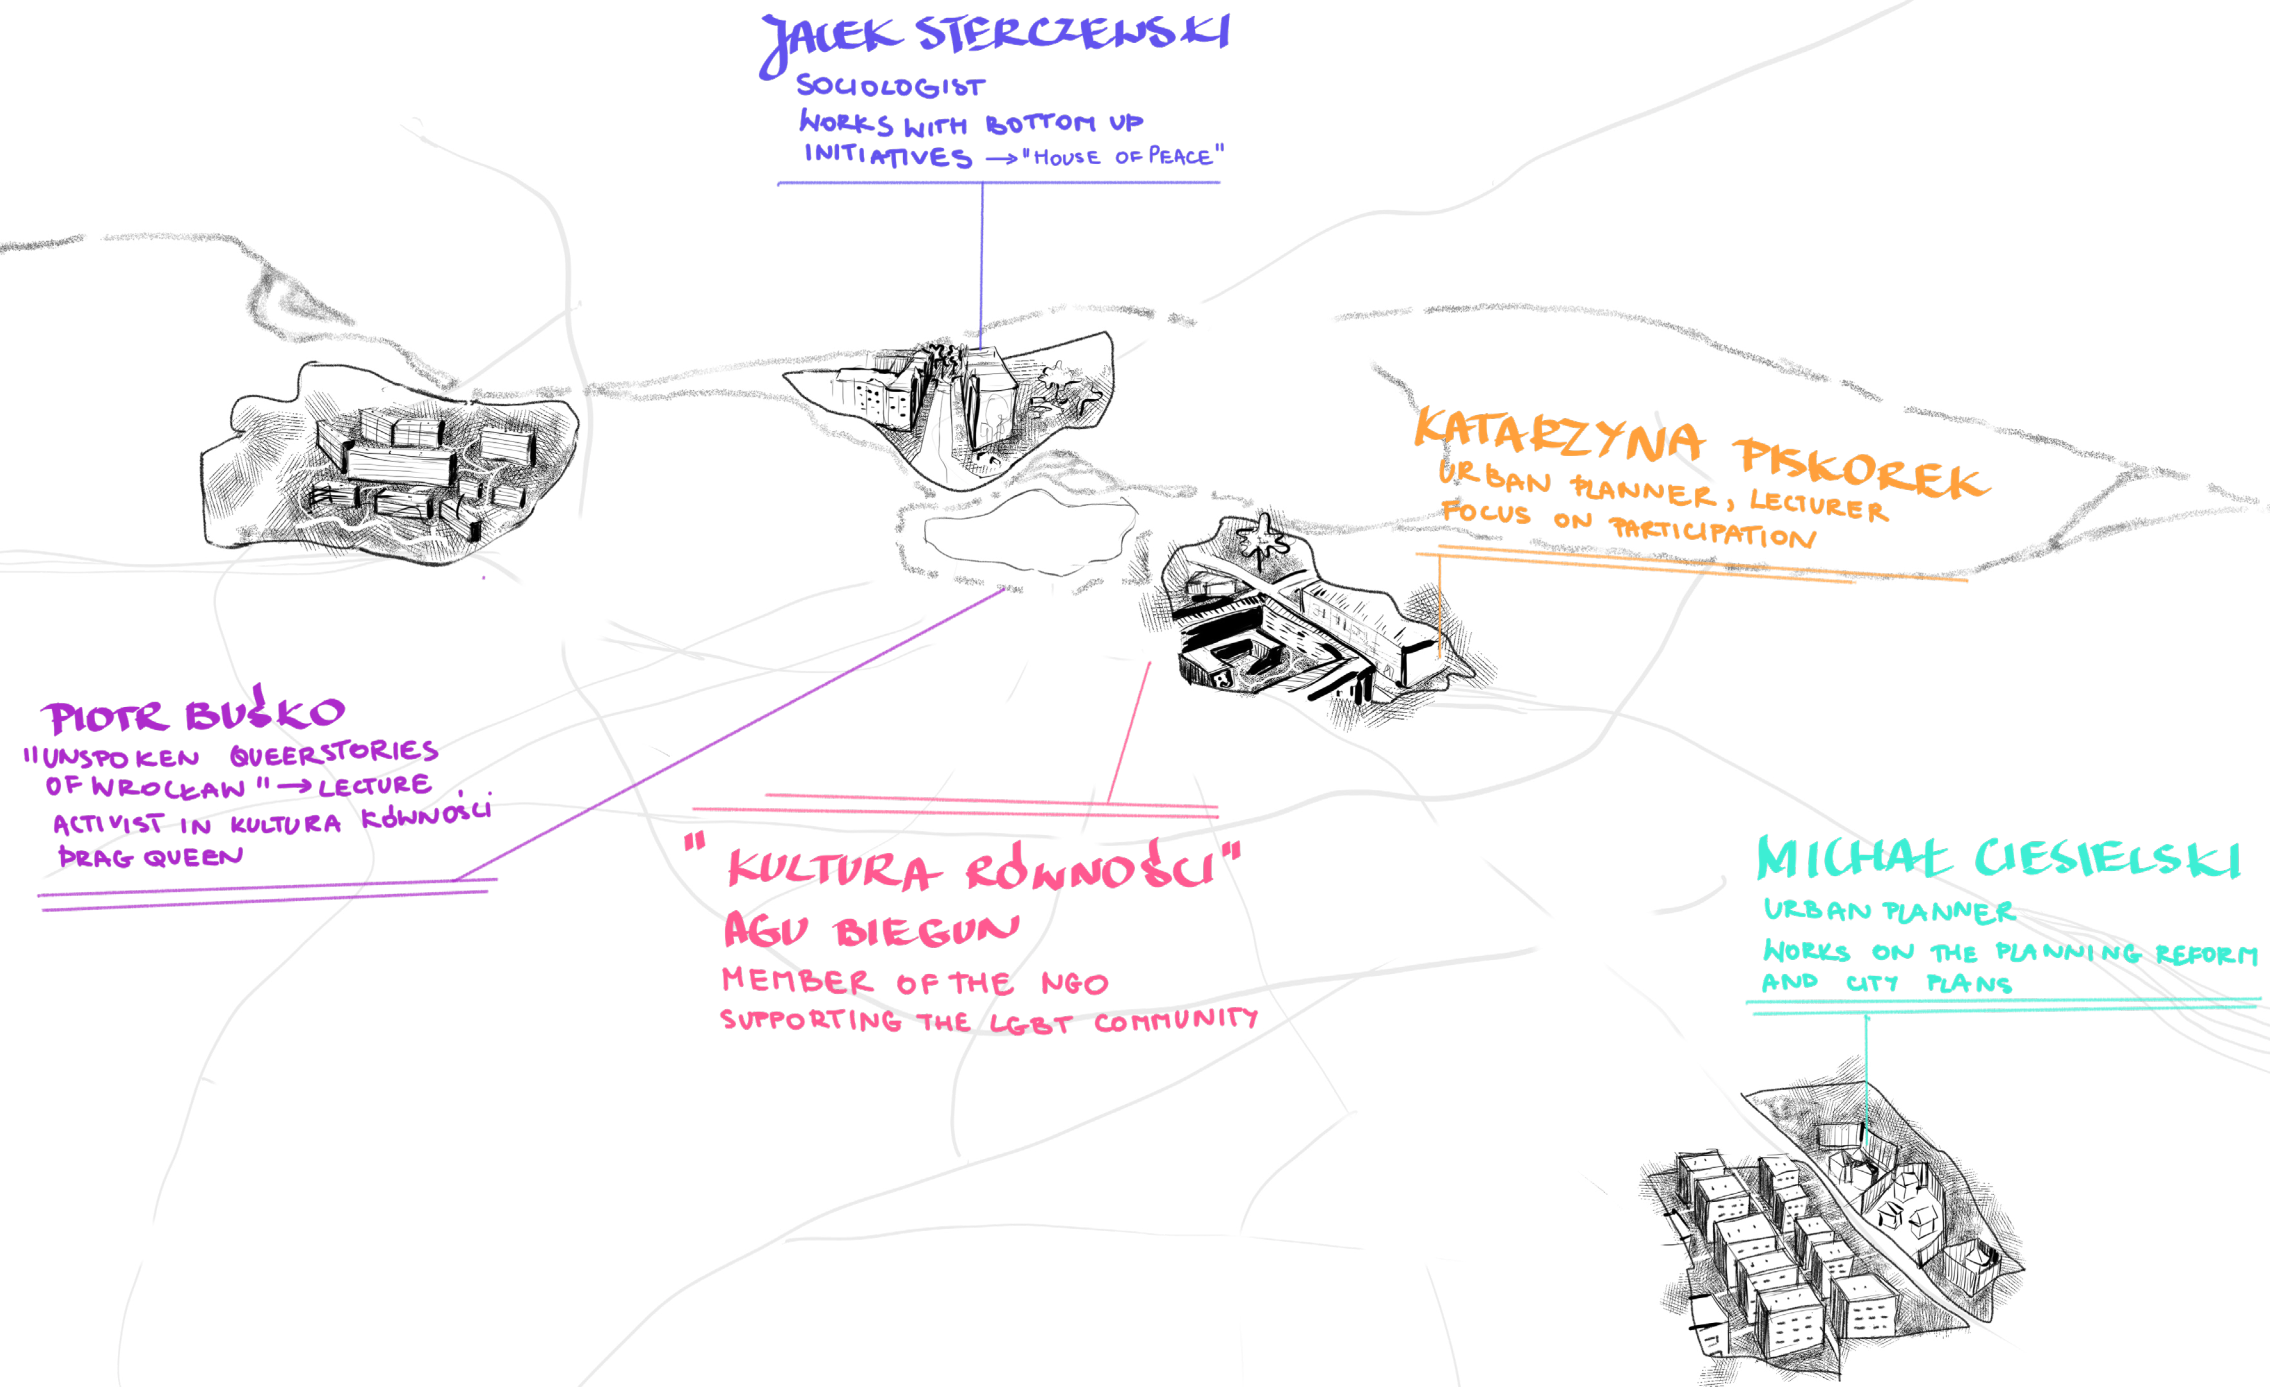 JACEK STERCZEWSKI
SOCIOLOGIST
WORKS WITH BOTTOM UP
INITIATIVES → "HOUSE OF PEACE"
KATARZYNA PISKOREK
URBAN PLANNER, LECTURER
FOCUS ON PARTICIPATION
PIOTR BUŚKO
"UNSPOKEN QUEERSTORIES
OF WROCŁAW" → LECTURE
ACTIVIST IN KULTURA RÓWNOŚCI
DRAG QUEEN
"KULTURA RÓWNOŚCI"
AGU BIEGUN
MEMBER OF THE NGO
SUPPORTING THE LGBT COMMUNITY
MICHAŁ CIESIELSKI
URBAN PLANNER
WORKS ON THE PLANNING REFORM
AND CITY PLANS